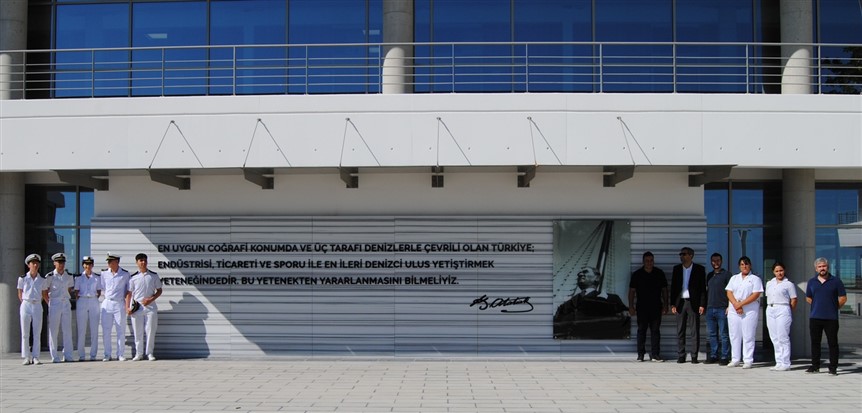 EN UYGUN COĞRAFİ KONUMDA VE ÜÇ TARAFI DENİZLERLE ÇEVRİLİ OLAN TÜRKİYE;
ENDÜSTRİSİ, TİCARETİ VE SPORU İLE EN İLERİ DENİZCİ ULUS YETİŞTİRMEK
YETENEĞİNDEDİR. BU YETENEKTEN YARARLANMASINI BİLMELİYİZ.
K. Atatürk